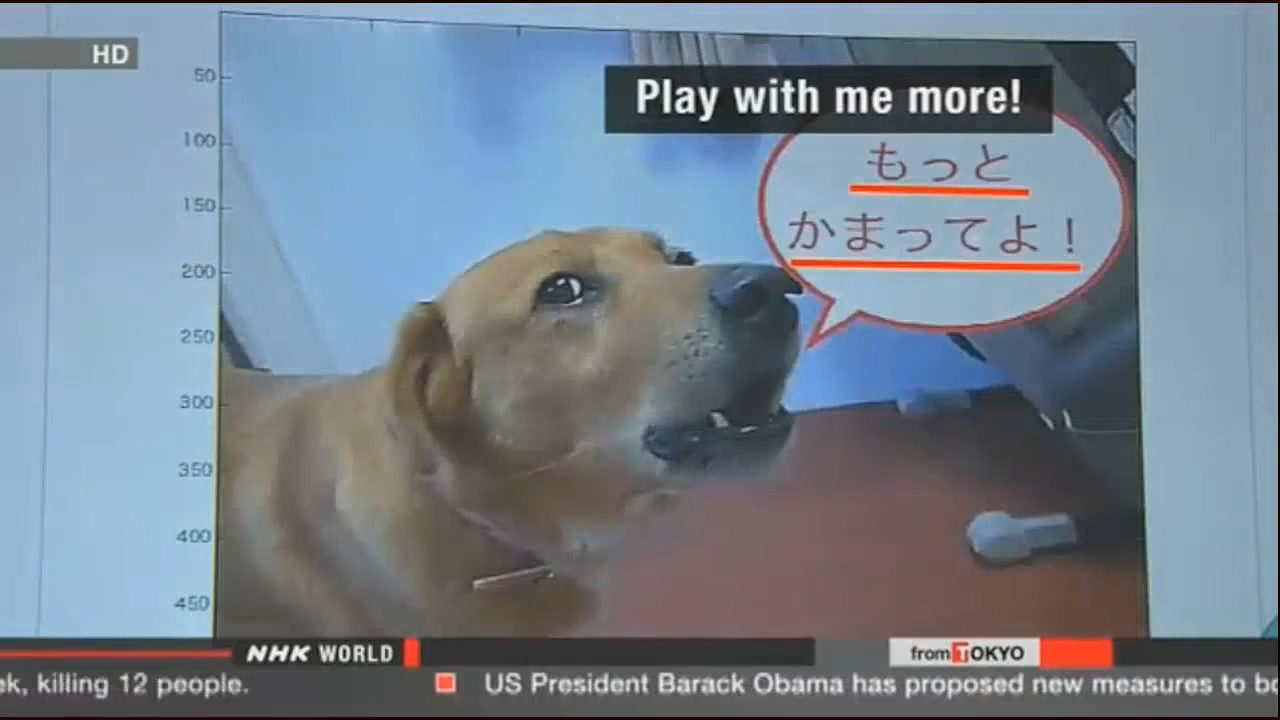 HD
Play with me more!
もっと
かまってよ！
50
100
150
200
250
300
350
400
450
NHK WORLD
from TOKYO
killing 12 people.
US President Barack Obama has proposed new measures to